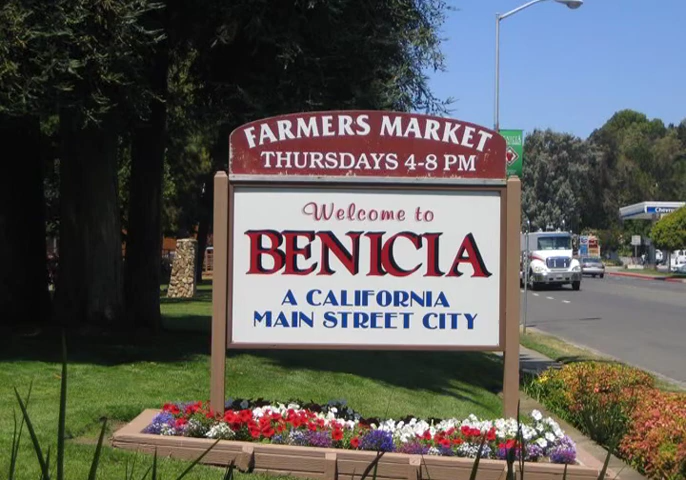 FARMERS MARKET
THURSDAYS 4-8 PM
Welcome to
BENICIA
A CALIFORNIA
MAIN STREET CITY